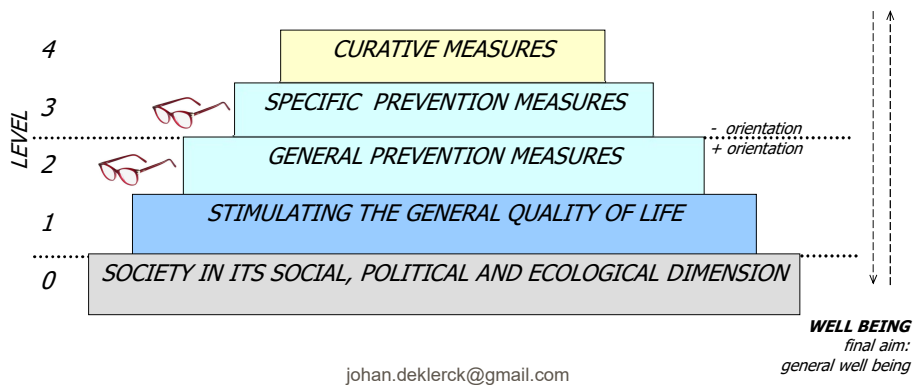 4
CURATIVE MEASURES
3
SPECIFIC PREVENTION MEASURES
LEVEL
- orientation
+ orientation
2
GENERAL PREVENTION MEASURES
1
STIMULATING THE GENERAL QUALITY OF LIFE
0
SOCIETY IN ITS SOCIAL, POLITICAL AND ECOLOGICAL DIMENSION
WELL BEING
final aim:
general well being
johan.deklerck@gmail.com